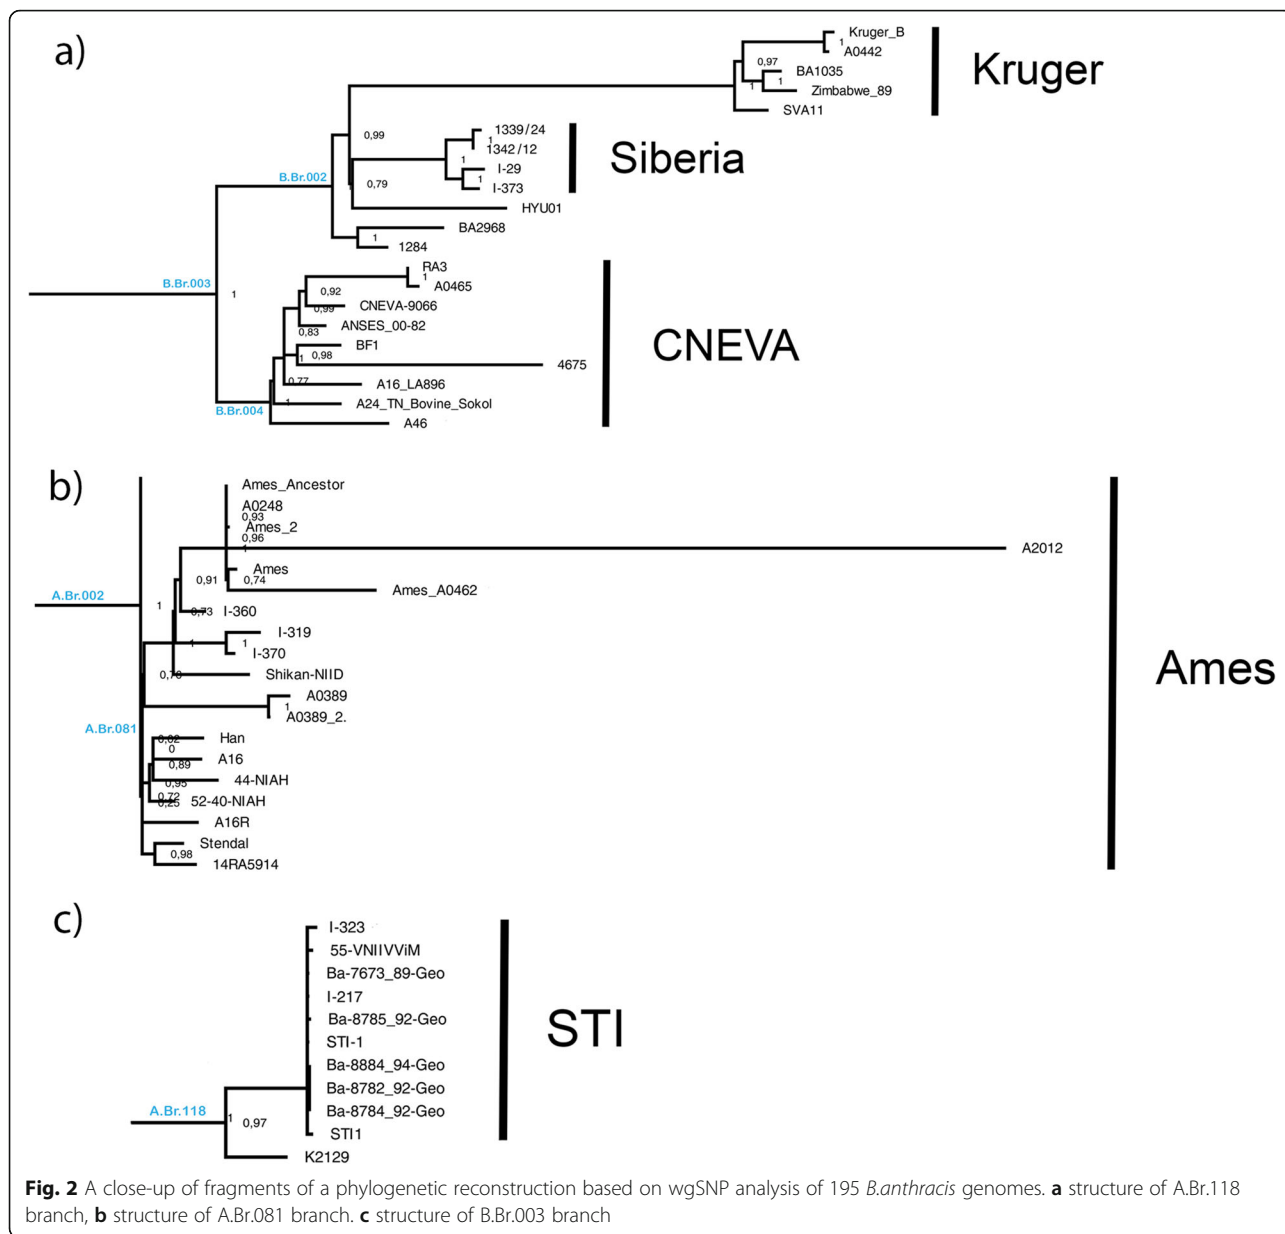 a)
Kruger_B
1
A0442
0,97
BA1035
1
1
Zimbabwe_89
SVA11
Kruger
0,99
1339/24
1
1342/12
1
I-29
1
I-373
0,79
HYU01
Siberia
B.Br.002
BA2968
1
1284
B.Br.003
1
RA3
1
A0465
0,92
CNEVA-9066
0,99
ANSES_00-82
0,83
BF1
1
0,98
4675
0,77
A16_LA896
1
A24_TN_Bovine_Sokol
B.Br.004
A46
CNEVA
b)
Ames_Ancestor
A0248
0,93
Ames_2
0,96
1
A2012
Ames
0,91
0,74
Ames_A0462
A.Br.002
1
0,73
I-360
I-319
1
1
I-370
0,78
Shikan-NIID
A0389
1
A0389_2.
A.Br.081
Han
0,02
0
A16
0,89
44-NIAH
0,95
0,72
52-40-NIAH
0,25
A16R
Stendal
0,98
14RA5914
Ames
c)
I-323
55-VNIIVViM
Ba-7673_89-Geo
I-217
Ba-8785_92-Geo
STI-1
Ba-8884_94-Geo
Ba-8782_92-Geo
Ba-8784_92-Geo
STI1
A.Br.118
1
0,97
K2129
STI
Fig. 2 A close-up of fragments of a phylogenetic reconstruction based on wgSNP analysis of 195 B.anthracis genomes. a structure of A.Br.118
branch, b structure of A.Br.081 branch. c structure of B.Br.003 branch